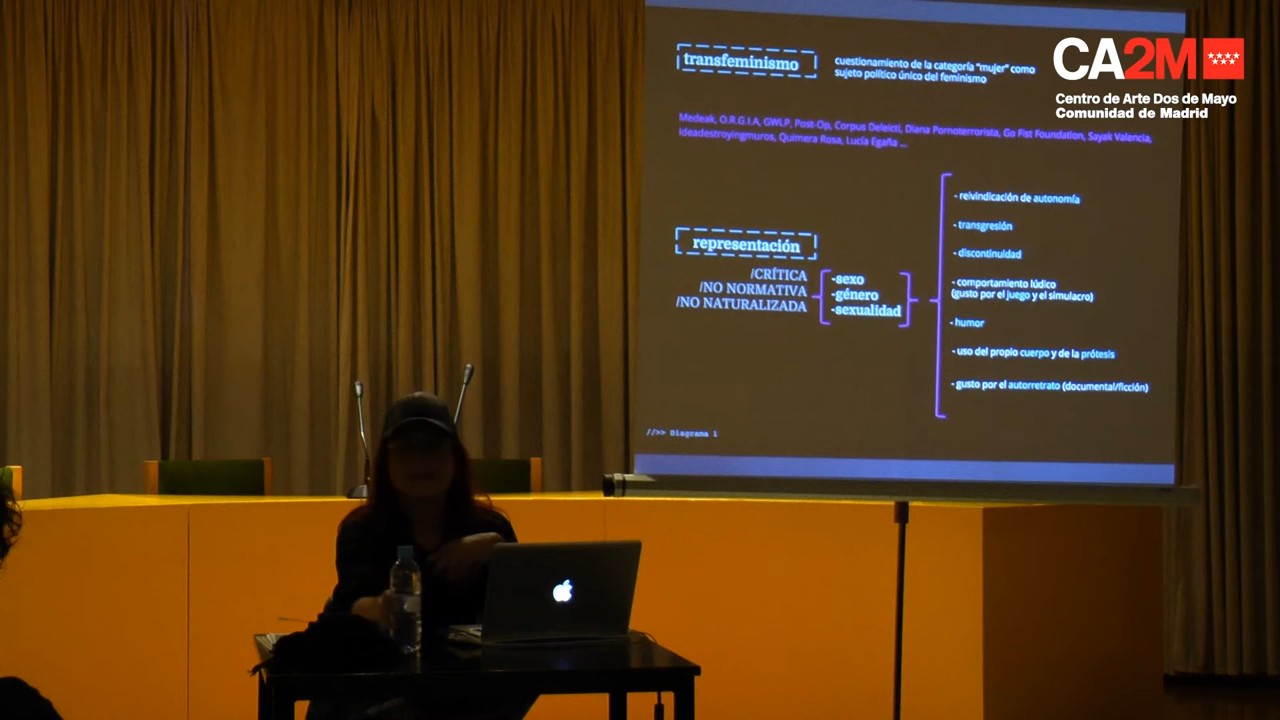 CA2M
Centro de Arte Dos de Mayo
Comunidad de Madrid
transfeminismo
cuestionamiento de la categoría "mujer" como
sujeto político único del feminismo
Medeak, O.R.G.I.A, GWLP, Post-Op, Corpus Deleicti, Diana Pornoterrorista, Go Fist Foundation, Sayak Valencia,
ideadestroyingmuros, Quimera Rosa, Lucía Egaña ...
representación
/CRÍTICA
/NO NORMATIVA
/NO NATURALIZADA
-sexo
-género
-sexualidad
- reivindicación de autonomía
- transgresión
- discontinuidad
- comportamiento lúdico
(gusto por el juego y el simulacro)
- humor
- uso del propio cuerpo y de la prótesis
- gusto por el autorretrato (documental/ficción)
//>> Diagrama 1